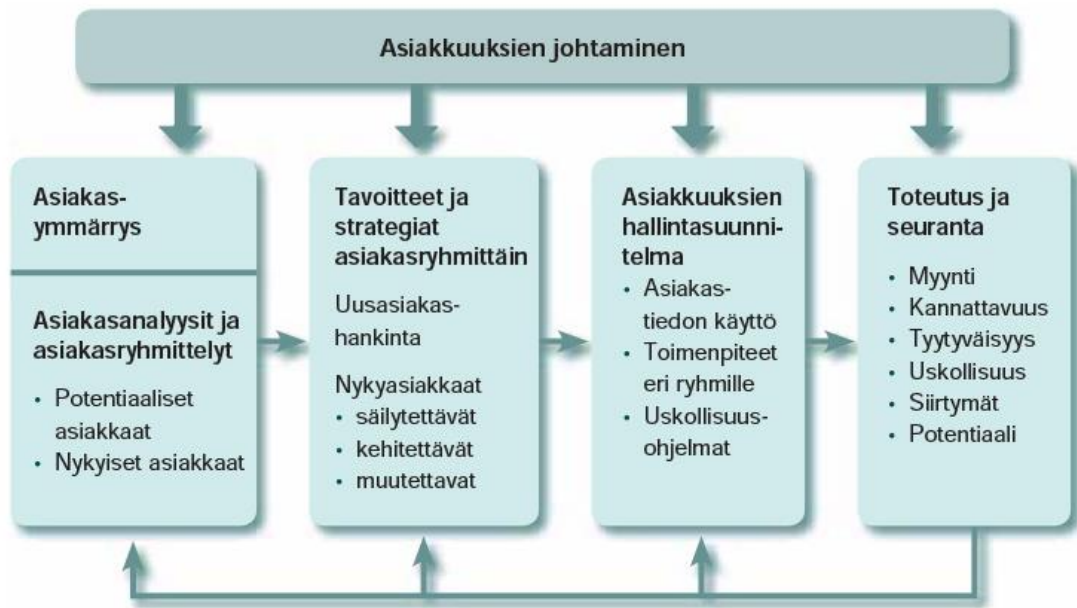 Asiakkuuksien johtaminen
Asiakas-
ymmärrys
Asiakasanalyysit ja
asiakasryhmittelyt
• Potentiaaliset
asiakkaat
• Nykyiset asiakkaat
Tavoitteet ja
strategiat
asiakasryhmittäin
Uusasiakas-
hankinta
Nykyasiakkaat
• säilytettävät
• kehitettävät
• muutettavat
Asiakkuuksien
hallintasuunni-
telma
• Asiakas-
tiedon käyttö
• Toimenpiteet
eri ryhmille
• Uskollisuus-
ohjelmat
Toteutus ja
seuranta
• Myynti
• Kannattavuus
• Tyytyväisyys
• Uskollisuus
• Siirtymät
• Potentiaali